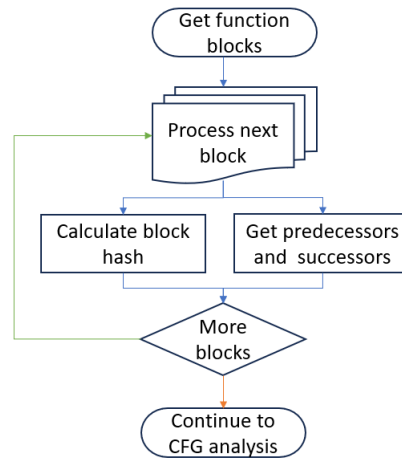 Get function
blocks
Process next
block
Calculate block
hash
Get predecessors
and successors
More
blocks
Continue to
CFG analysis